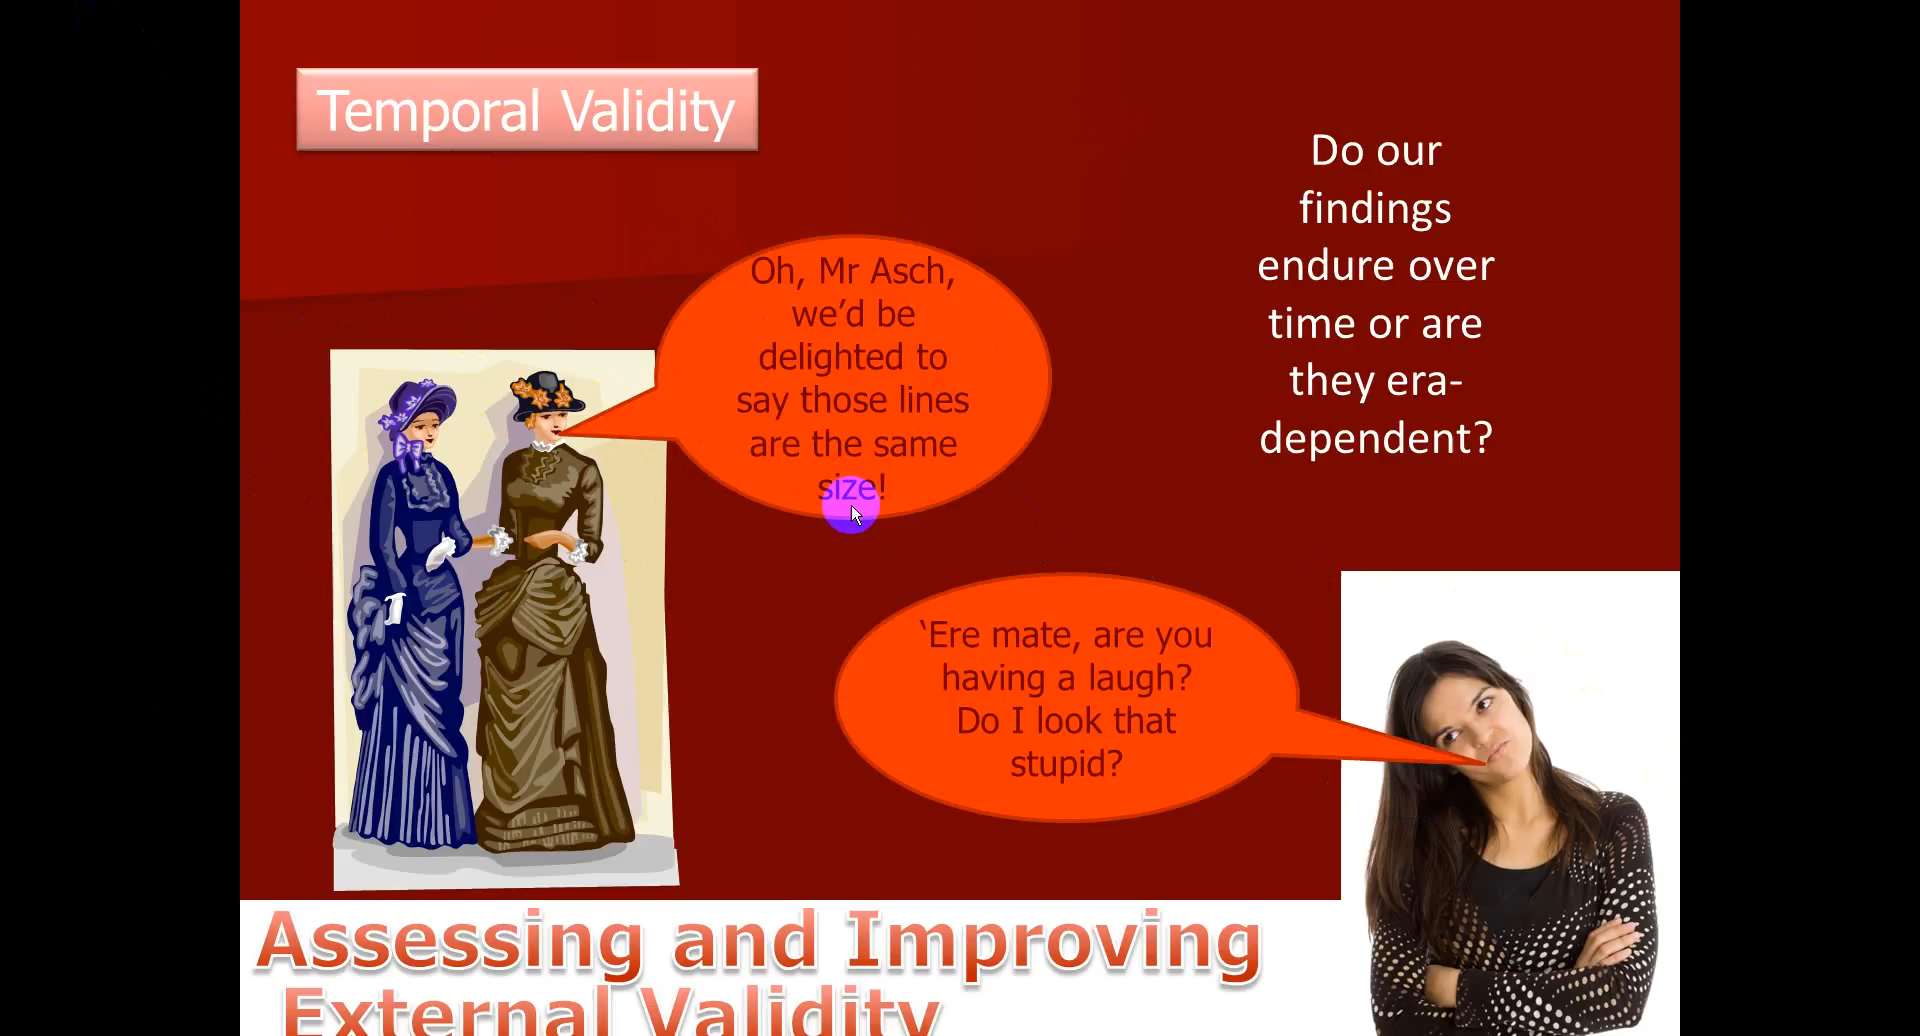 Temporal Validity
Do our
findings
endure over
time or are
they era-
dependent?
Oh, Mr Asch,
we’d be
delighted to
say those lines
are the same
size!
‘Ere mate, are you
having a laugh?
Do I look that
stupid?
Assessing and Improving
External Validity